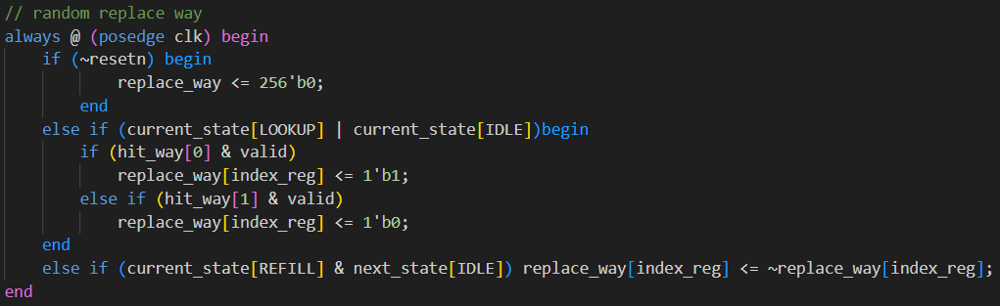 // random replace way
always @ (posedge clk) begin
    if (~resetn) begin
            replace_way <= 256'b0;
        end
    else if (current_state[LOOKUP] | current_state[IDLE])begin
        if (hit_way[0] & valid)
            replace_way[index_reg] <= 1'b1;
        else if (hit_way[1] & valid)
            replace_way[index_reg] <= 1'b0;
    end
    else if (current_state[REFILL] & next_state[IDLE]) replace_way[index_reg] <= ~replace_way[index_reg];
end